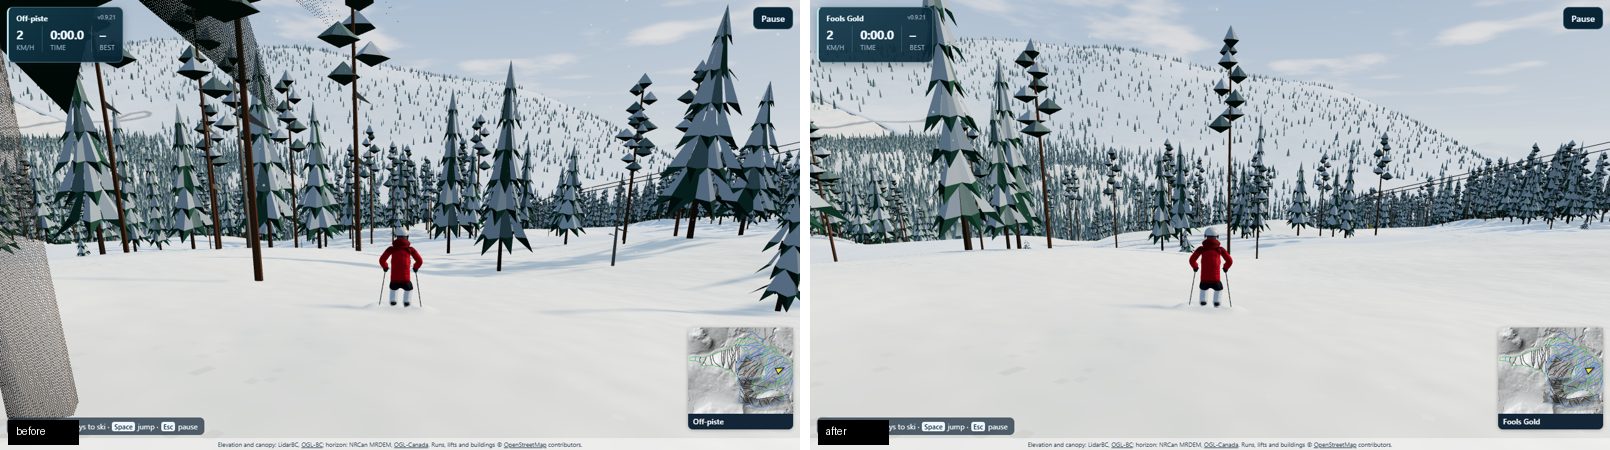 Off-piste v0.9.21
2 0:00.0 –
KM/H TIME BEST
Pause
Off-piste
before
ys to ski · Space jump · Esc pause
Elevation and canopy: LidarBC, OGL-BC; horizon: NRCan MRDEM, OGL-Canada. Runs, lifts and buildings © OpenStreetMap contributors.
Fools Gold v0.9.21
2 0:00.0 –
KM/H TIME BEST
Pause
Fools Gold
after
ys to ski · Space jump · Esc pause
Elevation and canopy: LidarBC, OGL-BC; horizon: NRCan MRDEM, OGL-Canada. Runs, lifts and buildings © OpenStreetMap contributors.